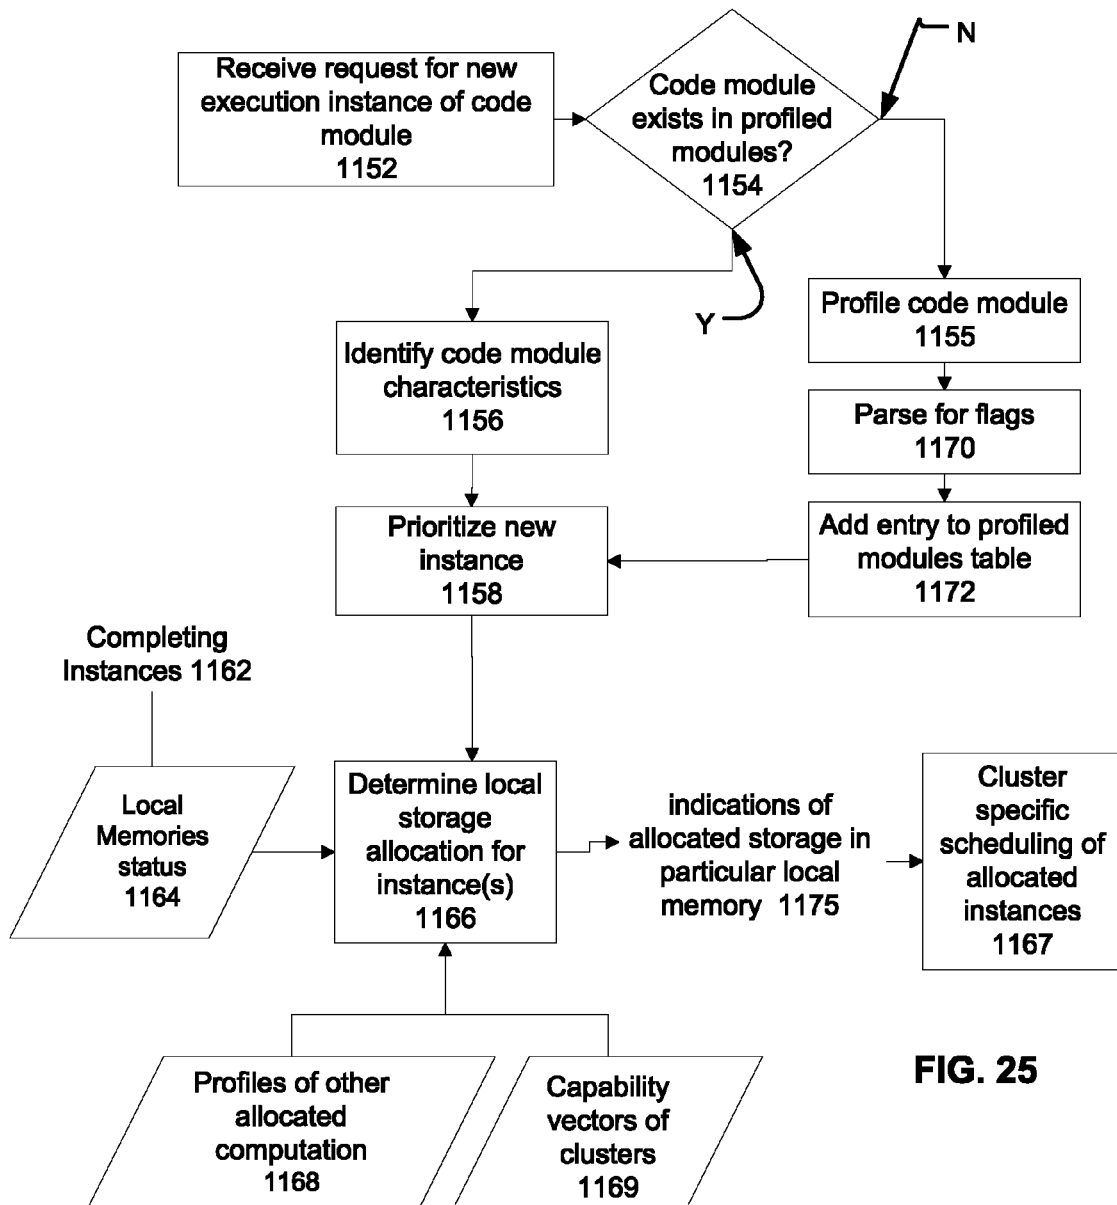 Receive request for new
execution instance of code
module
1152
Code module
exists in profiled
modules?
1154
N
Y
Profile code module
1155
Identify code module
characteristics
1156
Parse for flags
1170
Prioritize new
instance
1158
Add entry to profiled
modules table
1172
Completing
Instances 1162
Local
Memories
status
1164
Determine local
storage
allocation for
instance(s)
1166
indications of
allocated storage in
particular local
memory 1175
Cluster
specific
scheduling of
allocated
instances
1167
Profiles of other
allocated
computation
1168
Capability
vectors of
clusters
1169
FIG. 25